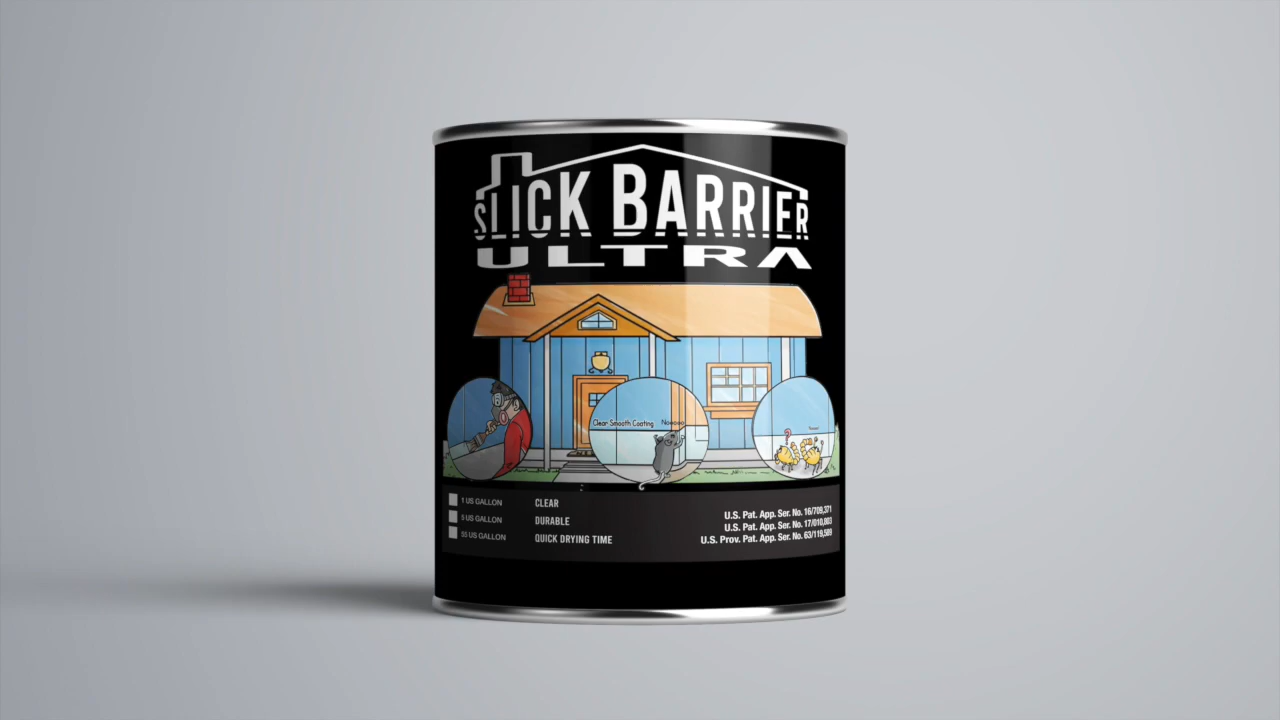 SLICK BARRIER
ULTRA
Clear Smooth Coating
Nooooo
?
1 US GALLON
5 US GALLON
55 US GALLON
CLEAR
DURABLE
QUICK DRYING TIME
U.S. Pat. App. Ser. No. 16/709,371
U.S. Pat. App. Ser. No. 17/010,803
U.S. Prov. Pat. App. Ser. No. 63/119,589